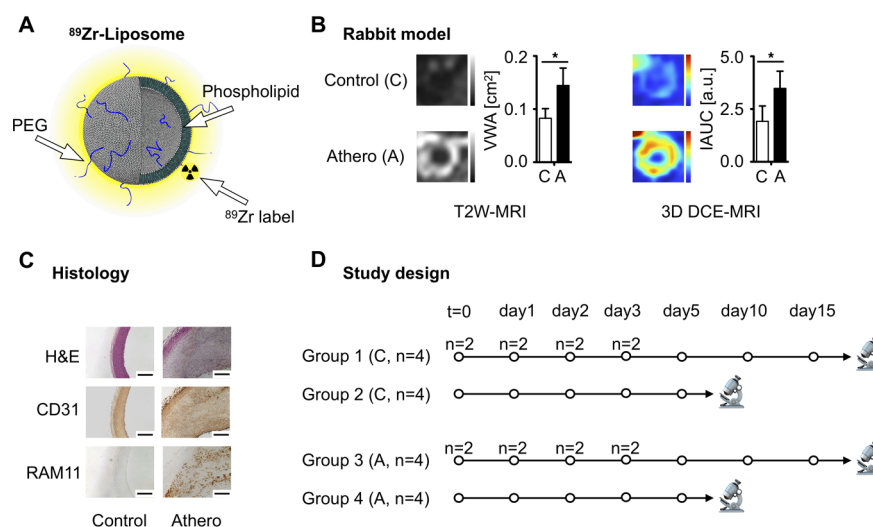 A
⁸⁹Zr-Liposome
Phospholipid
PEG
⁸⁹Zr label
B Rabbit model
Control (C)
Athero (A)
VWA [cm²]
0.2
0.1
0.0
*
C A
T2W-MRI
IAUC [a.u.]
5.0
2.5
0.0
*
C A
3D DCE-MRI
C Histology
H&E
CD31
RAM11
Control Athero
D Study design
t=0 day1 day2 day3 day5 day10 day15
n=2 n=2 n=2 n=2
Group 1 (C, n=4)
Group 2 (C, n=4)
n=2 n=2 n=2 n=2
Group 3 (A, n=4)
Group 4 (A, n=4)